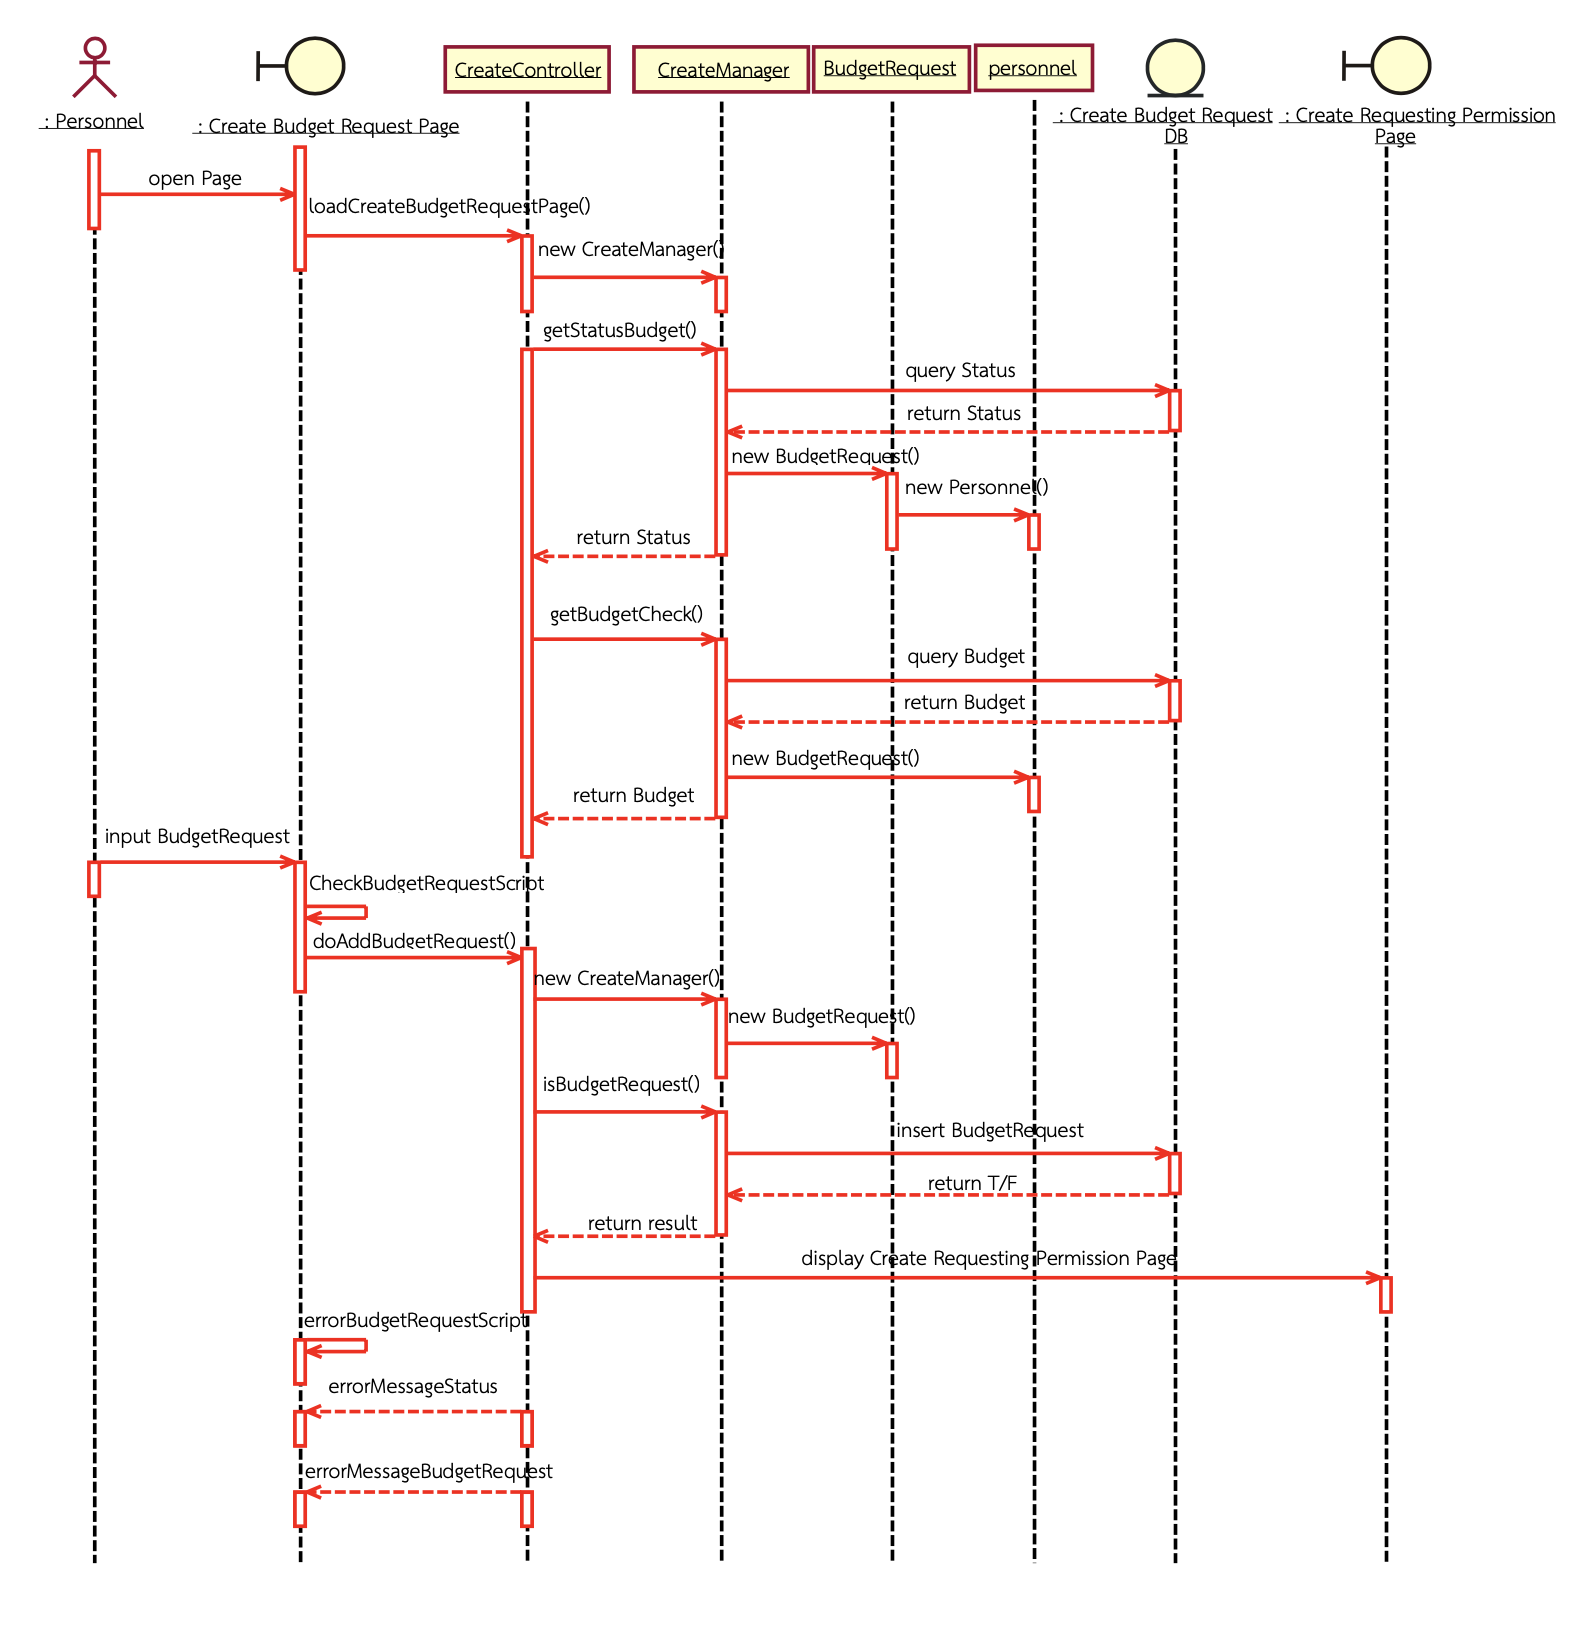 CreateController
CreateManager
BudgetRequest
personnel
: Personnel
: Create Budget Request Page
: Create Budget Request
DB
: Create Requesting Permission
Page
open Page
loadCreateBudgetRequestPage()
new CreateManager()
getStatusBudget()
query Status
return Status
new BudgetRequest()
new Personnel()
return Status
getBudgetCheck()
query Budget
return Budget
new BudgetRequest()
return Budget
input BudgetRequest
CheckBudgetRequestScript
doAddBudgetRequest()
new CreateManager()
new BudgetRequest()
isBudgetRequest()
insert BudgetRequest
return T/F
return result
display Create Requesting Permission Page
errorBudgetRequestScript
errorMessageStatus
errorMessageBudgetRequest